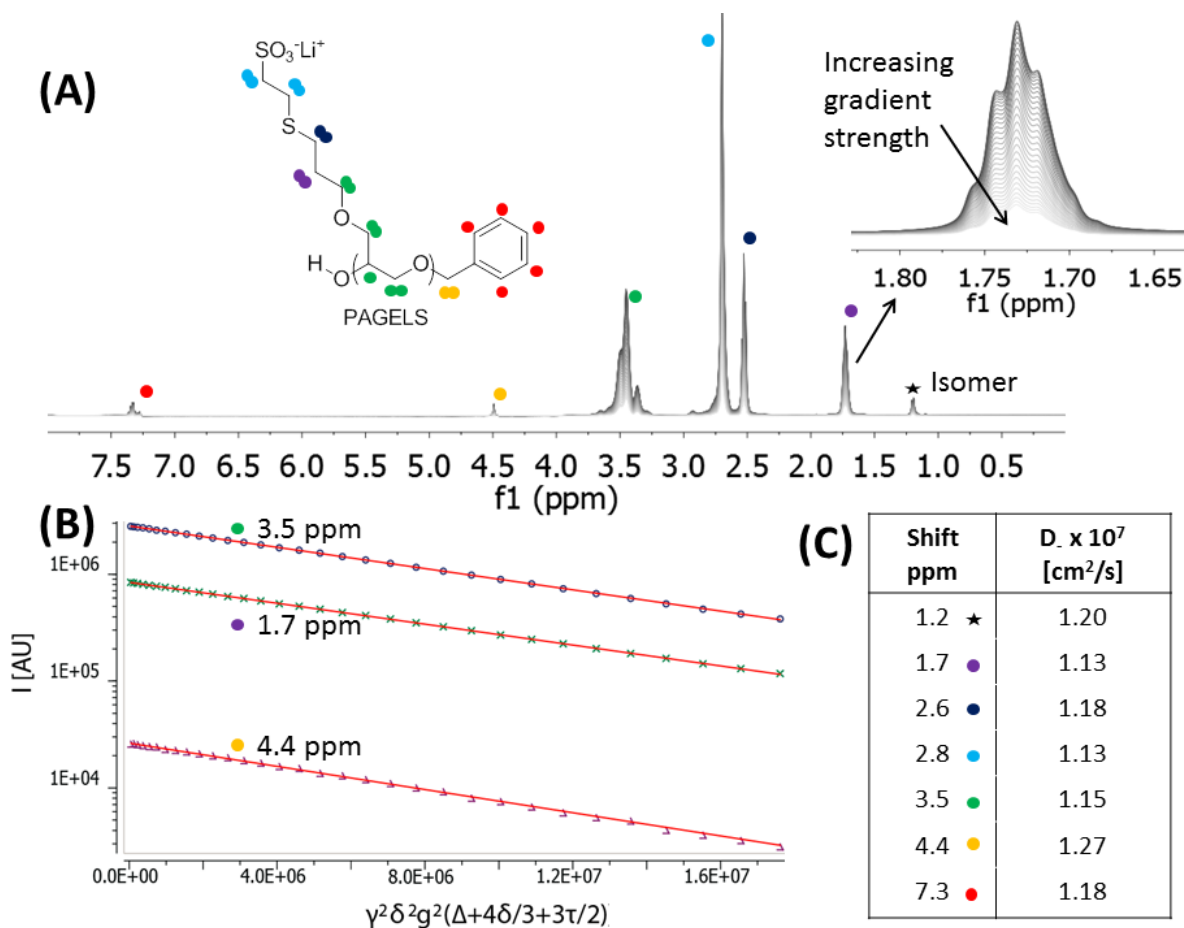 (A)
SO₃⁻Li⁺
S
O
H
O
O
PAGELS
Increasing
gradient
strength
1.80 1.75 1.70 1.65
f1 (ppm)
Isomer
7.5 7.0 6.5 6.0 5.5 5.0 4.5 4.0 3.5 3.0 2.5 2.0 1.5 1.0 0.5
f1 (ppm)
(B)
3.5 ppm
1.7 ppm
4.4 ppm
I [AU]
1E+06
1E+05
1E+04
0.0E+00 4.0E+06 8.0E+06 1.2E+07 1.6E+07
γ²δ²g²(Δ+4δ/3+3τ/2)
(C)
Shift D₋ x 10⁷
ppm [cm²/s]
1.2 ★ 1.20
1.7 1.13
2.6 1.18
2.8 1.13
3.5 1.15
4.4 1.27
7.3 1.18